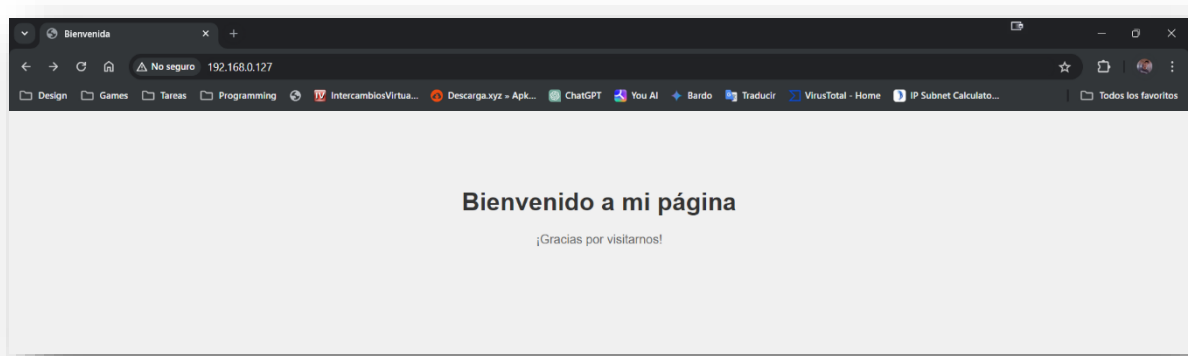 Bienvenida
No seguro 192.168.0.127
Design Games Tareas Programming IntercambiosVirtua... Descarga.xyz » Apk... ChatGPT You AI Bardo Traducir VirusTotal - Home IP Subnet Calculato... Todos los favoritos
Bienvenido a mi página
¡Gracias por visitarnos!